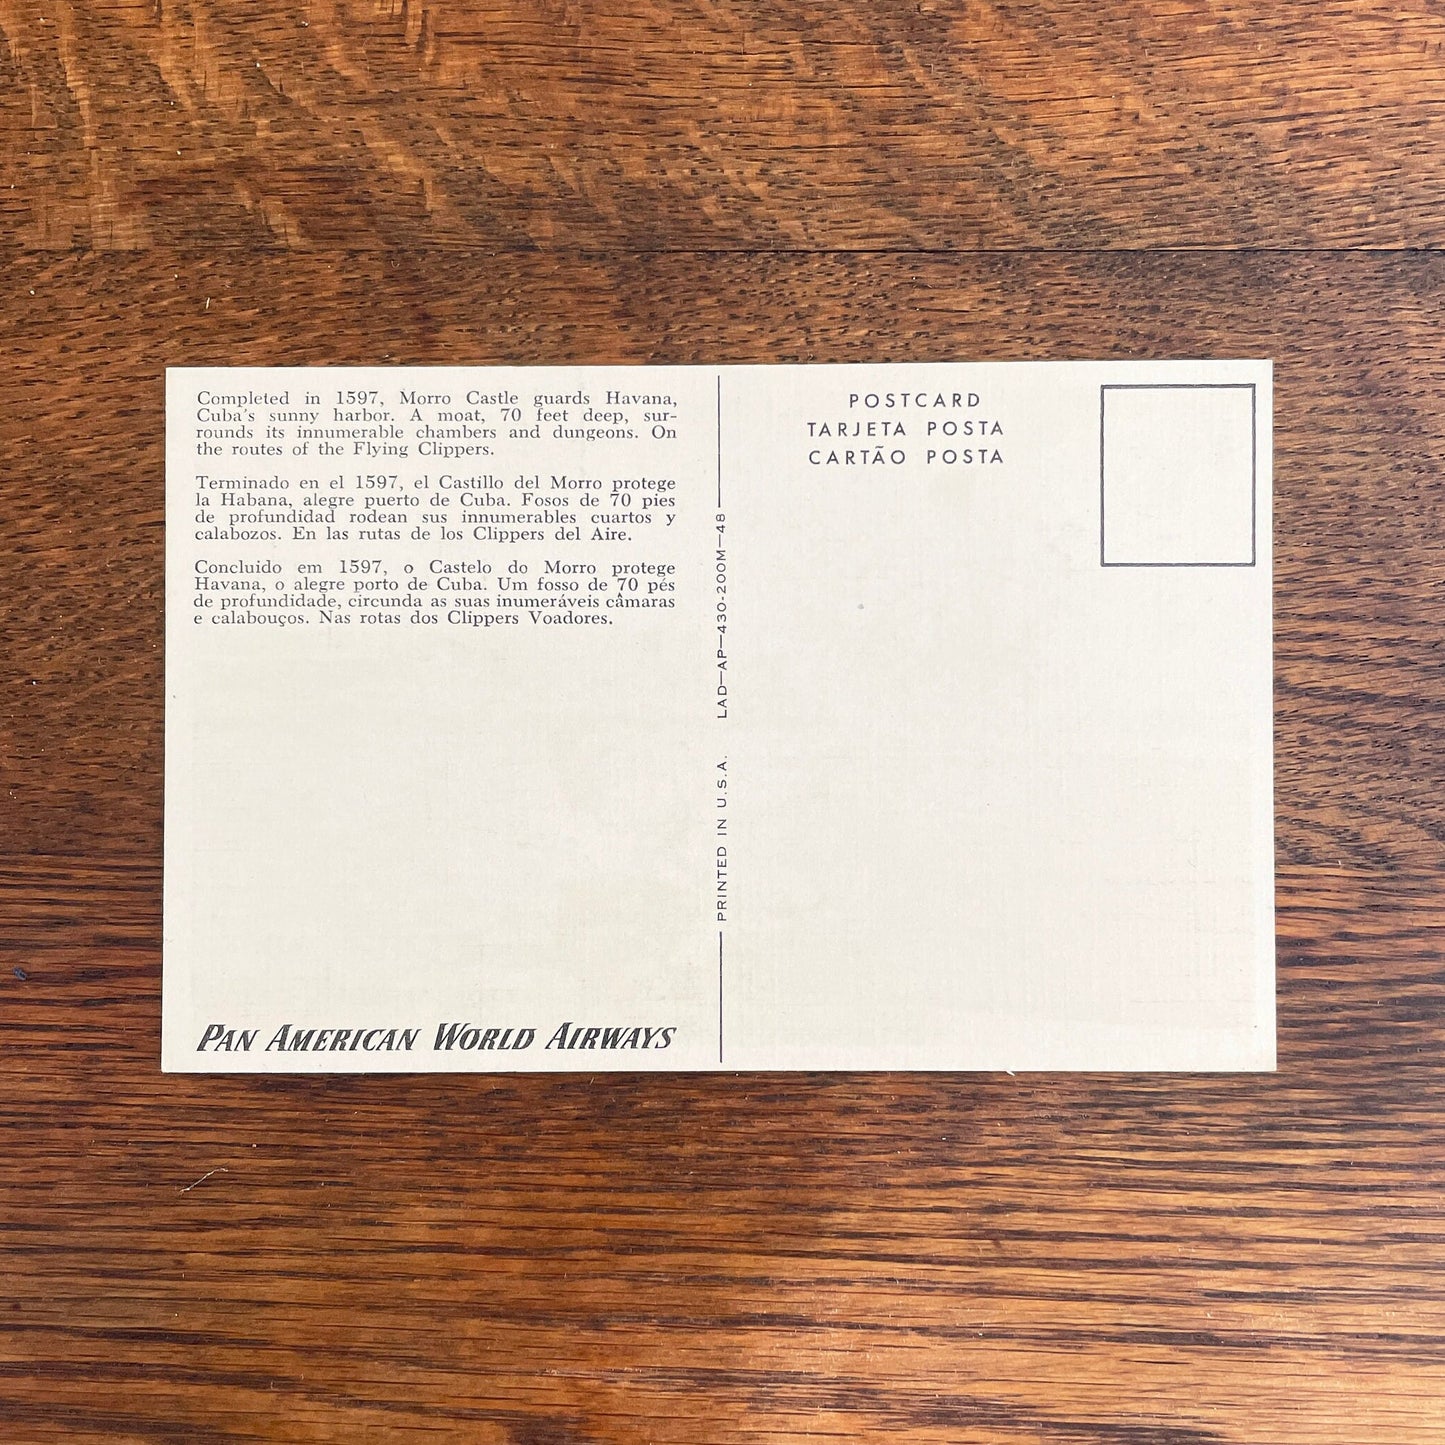 Completed in 1597, Morro Castle guards Havana,
Cuba's sunny harbor. A moat, 70 feet deep, sur-
rounds its innumerable chambers and dungeons. On
the routes of the Flying Clippers.
Terminado en el 1597, el Castillo del Morro protege
la Habana, alegre puerto de Cuba. Fosos de 70 pies
de profundidad rodean sus innumerables cuartos y
calabozos. En las rutas de los Clippers del Aire.
Concluido em 1597, o Castelo do Morro protege
Havana, o alegre porto de Cuba. Um fosso de 70 pés
de profundidade, circunda as suas inumeráveis câmaras
e calabouços. Nas rotas dos Clippers Voadores.
PAN AMERICAN WORLD AIRWAYS
PRINTED IN U.S.A. LAD—AP—430-200M—48
POSTCARD
TARJETA POSTA
CARTÃO POSTA